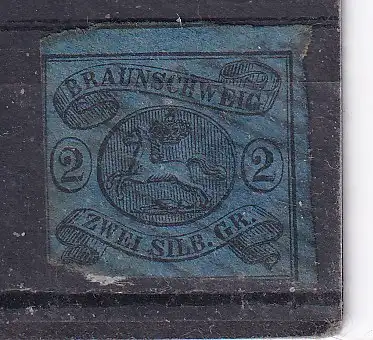 BRAUNSCHWEIG
2 2
ZWEI SILB. GR.